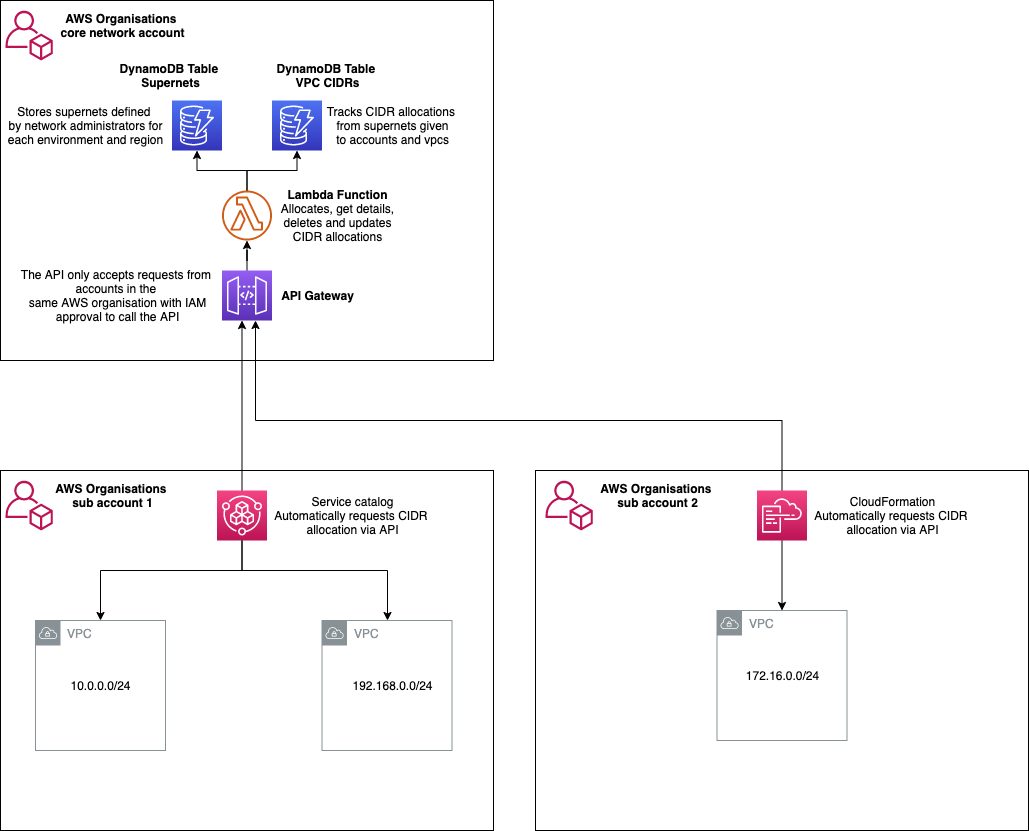 AWS Organisations
core network account
DynamoDB Table
Supernets
DynamoDB Table
VPC CIDRs
Stores supernets defined
by network administrators for
each environment and region
Tracks CIDR allocations
from supernets given
to accounts and vpcs
Lambda Function
Allocates, get details,
deletes and updates
CIDR allocations
The API only accepts requests from
accounts in the
same AWS organisation with IAM
approval to call the API
API Gateway
AWS Organisations
sub account 1
Service catalog
Automatically requests CIDR
allocation via API
VPC
10.0.0.0/24
VPC
192.168.0.0/24
AWS Organisations
sub account 2
CloudFormation
Automatically requests CIDR
allocation via API
VPC
172.16.0.0/24